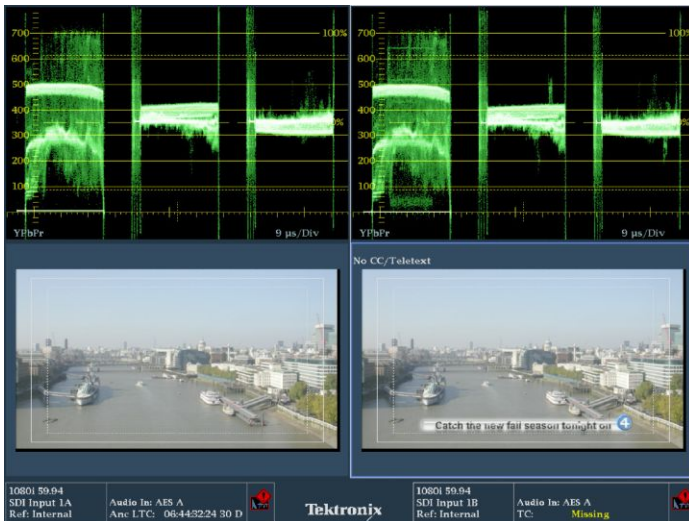 700
600
500
400
300
200
100
100%
0%
YPbPr
9 µs/Div
700
600
500
400
300
200
100
100%
0%
YPbPr
9 µs/Div
No CC/Teletext
Catch the new fall season tonight on 4
1080i 59.94
SDI Input 1A
Ref: Internal
Audio In: AES A
Anc LTC: 06:44:32:24 30 D
Tektronix
1080i 59.94
SDI Input 1B
Ref: Internal
Audio In: AES A
TC: Missing